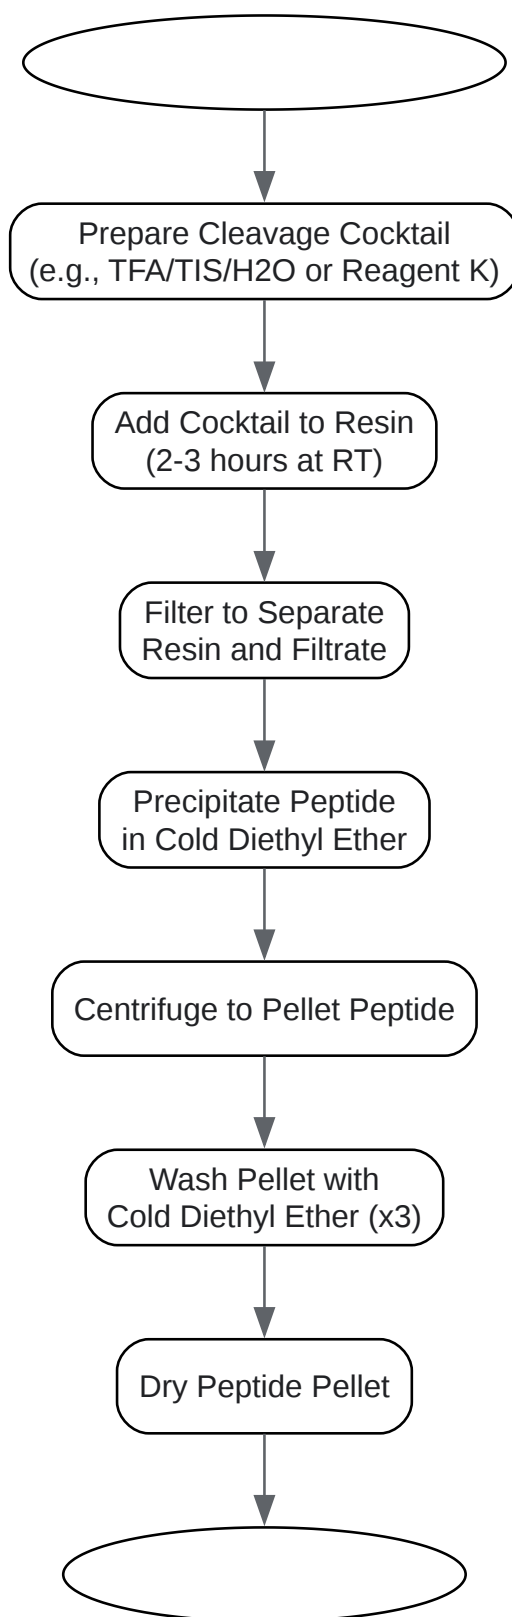 Prepare Cleavage Cocktail
(e.g., TFA/TIS/H2O or Reagent K)
Add Cocktail to Resin
(2-3 hours at RT)
Filter to Separate
Resin and Filtrate
Precipitate Peptide
in Cold Diethyl Ether
Centrifuge to Pellet Peptide
Wash Pellet with
Cold Diethyl Ether (x3)
Dry Peptide Pellet